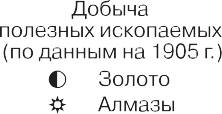 Добыча
полезных ископаемых
(по данным на 1905 г.)
Золото
Алмазы